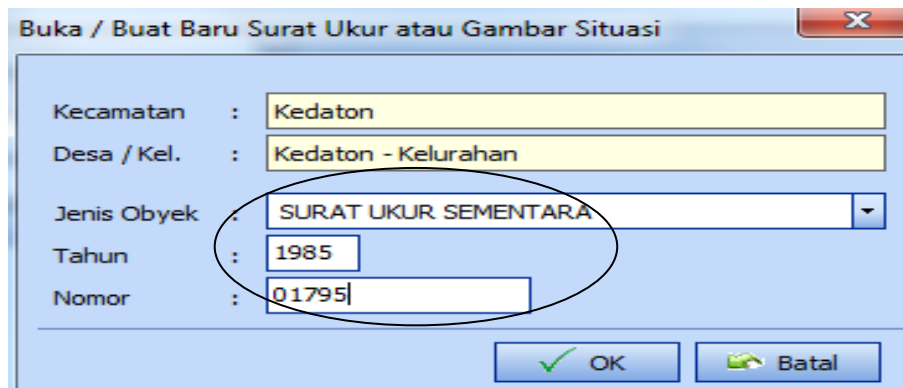 Buka / Buat Baru Surat Ukur atau Gambar Situasi
Kecamatan : Kedaton
Desa / Kel. : Kedaton - Kelurahan
Jenis Obyek : SURAT UKUR SEMENTARA
Tahun : 1985
Nomor : 01795
OK Batal